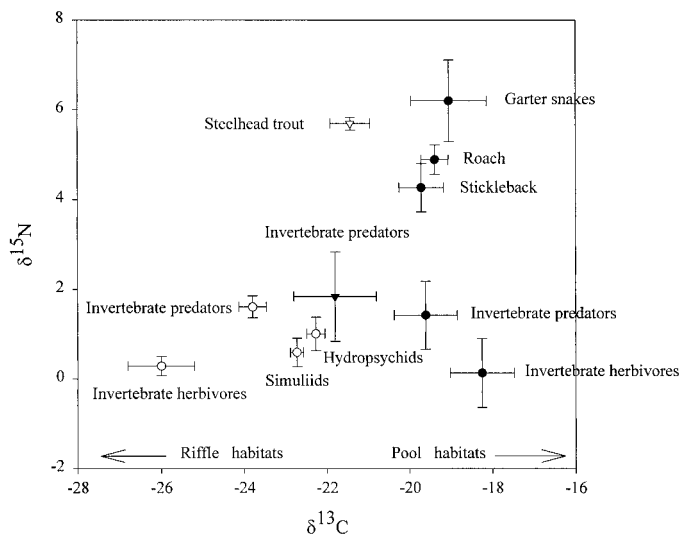 8
6
4
2
0
-2
δ15N
Garter snakes
Steelhead trout
Roach
Stickleback
Invertebrate predators
Invertebrate predators
Invertebrate predators
Hydropsychids
Simuliids
Invertebrate herbivores
Invertebrate herbivores
Riffle habitats
Pool habitats
-28 -26 -24 -22 -20 -18 -16
δ13C